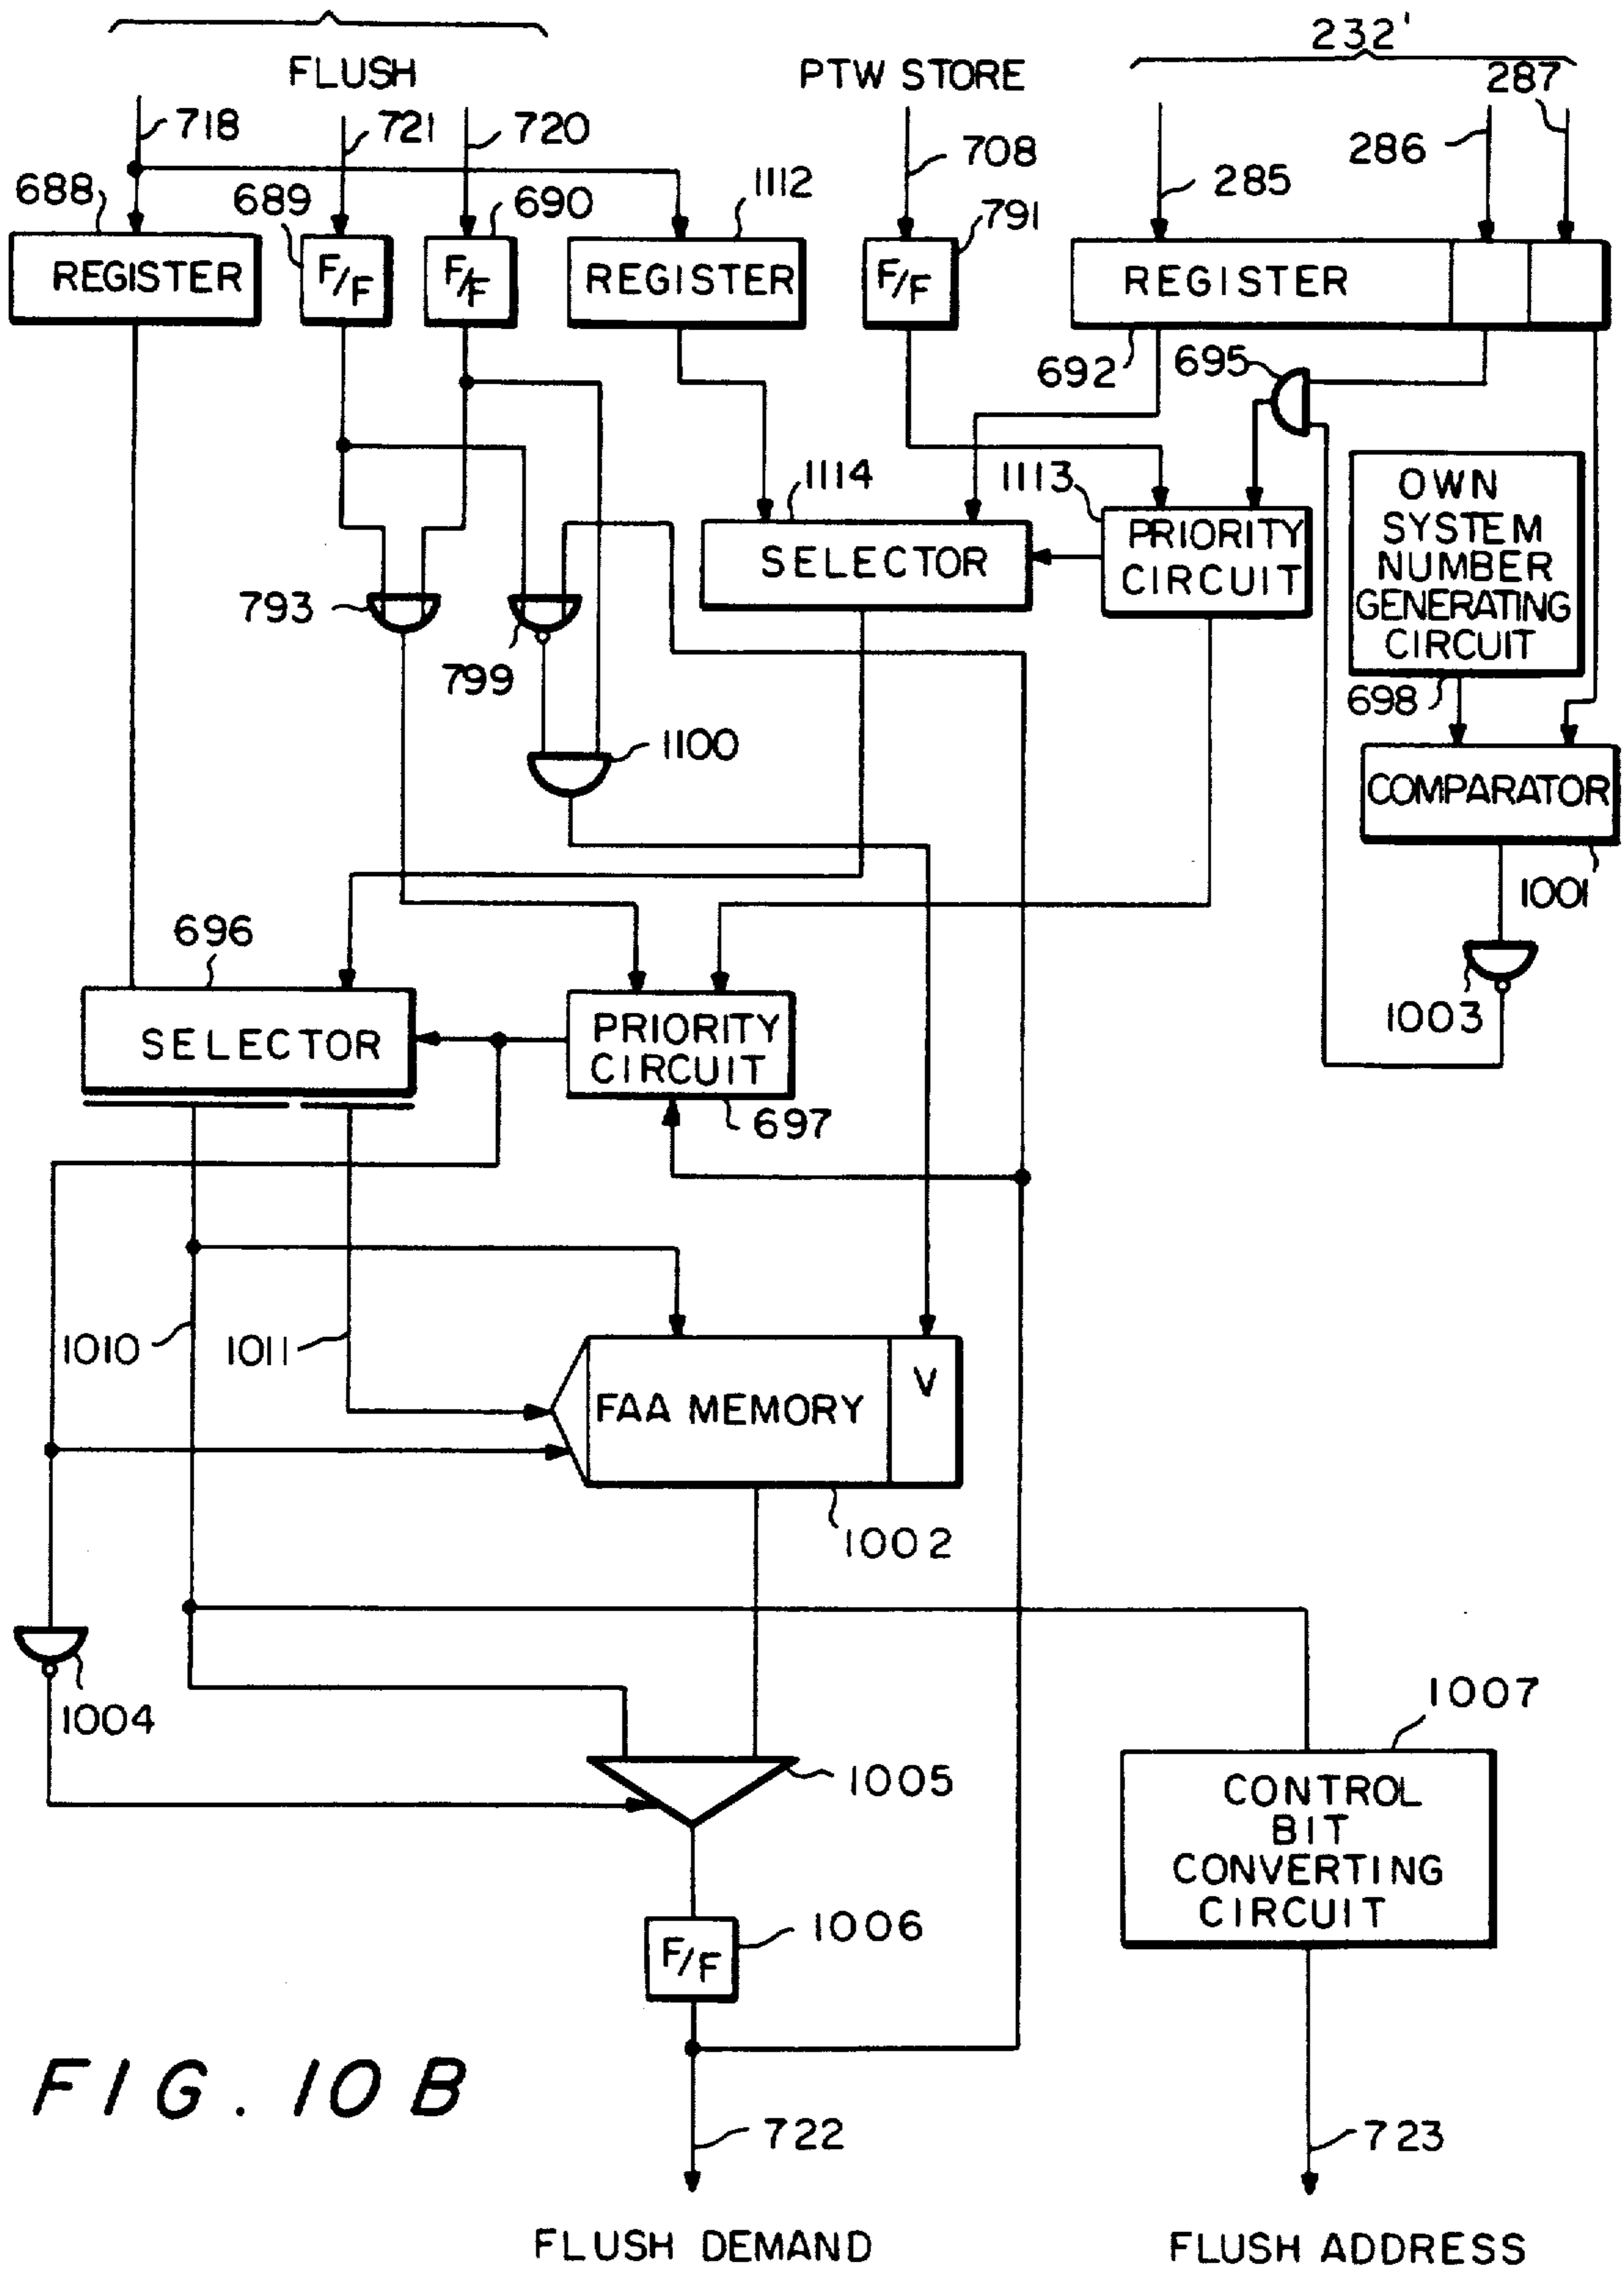 FLUSH
PTW STORE
232'
287
718
721
720
708
286
285
688
689
690
1112
791
REGISTER
F/F
F/F
REGISTER
F/F
REGISTER
692
695
1114
1113
OWN
SYSTEM
NUMBER
GENERATING
CIRCUIT
SELECTOR
PRIORITY
CIRCUIT
793
799
698
1100
COMPARATOR
1001
696
1003
SELECTOR
PRIORITY
CIRCUIT
697
1010
1011
FAA MEMORY
V
1002
1004
1007
1005
CONTROL
BIT
CONVERTING
CIRCUIT
1006
F/F
FIG. 10B
722
723
FLUSH DEMAND
FLUSH ADDRESS